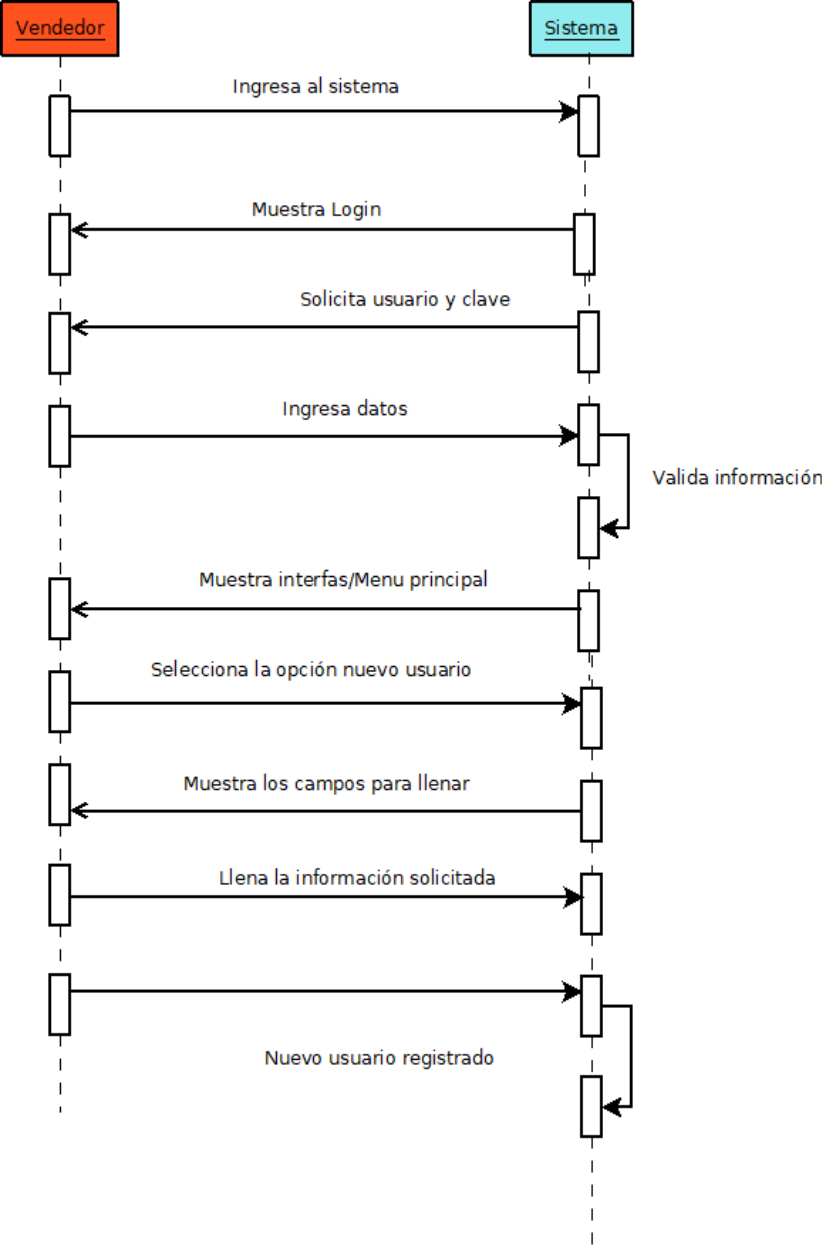 Vendedor
Sistema
Ingresa al sistema
Muestra Login
Solicita usuario y clave
Ingresa datos
Valida información
Muestra interfas/Menu principal
Selecciona la opción nuevo usuario
Muestra los campos para llenar
Llena la información solicitada
Nuevo usuario registrado